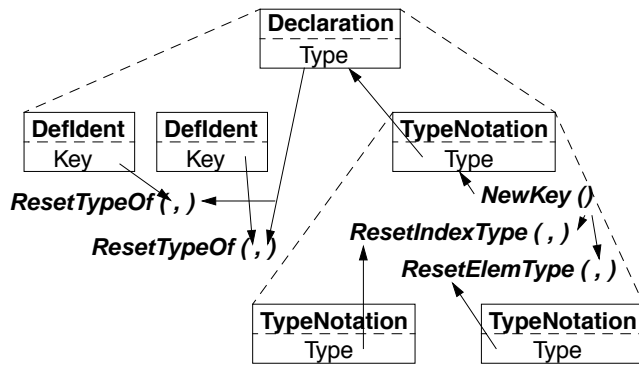 Declaration
Type
DefIdent DefIdent TypeNotation
Key Key Type
ResetTypeOf ( , ) NewKey ()
ResetTypeOf ( , ) ResetIndexType ( , )
ResetElemType ( , )
TypeNotation TypeNotation
Type Type